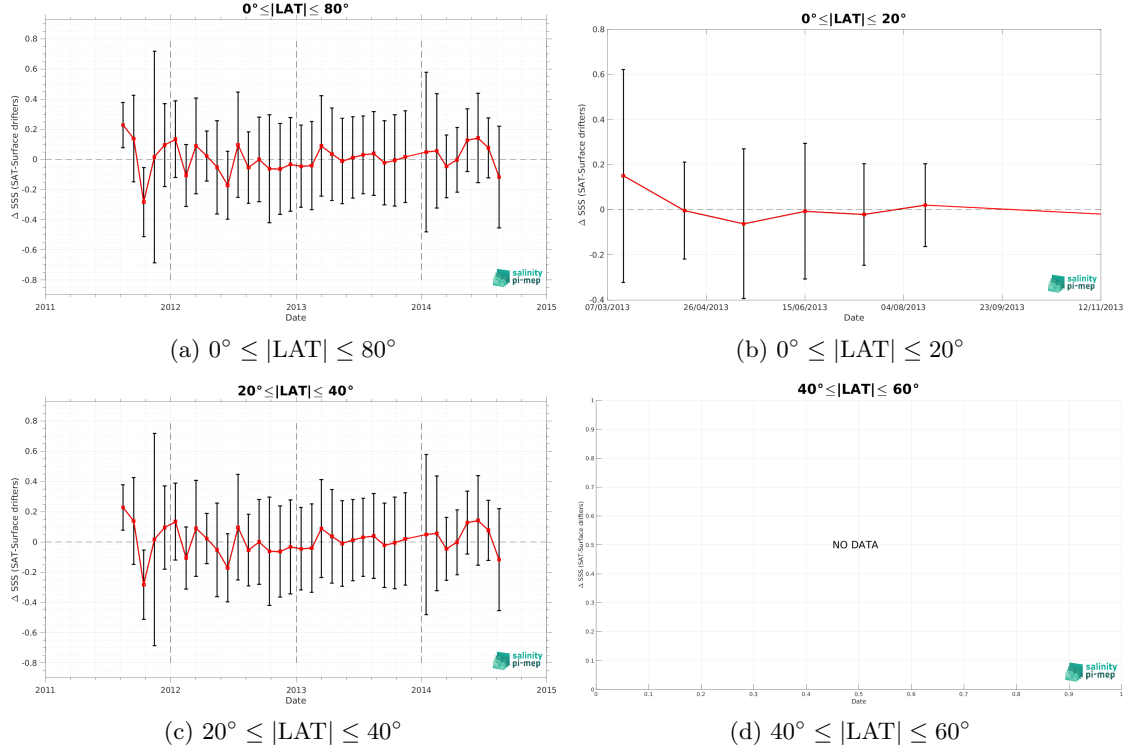 0°≤|LAT|≤ 80°
Δ SSS (SAT-Surface drifters)
0.8
0.6
0.4
0.2
0
-0.2
-0.4
-0.6
-0.8
2011
2012
2013
2014
2015
Date
salinity
pi-mep
(a) 0° ≤ |LAT| ≤ 80°
0°≤|LAT|≤ 20°
Δ SSS (SAT-Surface drifters)
0.8
0.6
0.4
0.2
0
-0.2
-0.4
07/03/2013
26/04/2013
15/06/2013
04/08/2013
23/09/2013
12/11/2013
Date
salinity
pi-mep
(b) 0° ≤ |LAT| ≤ 20°
20°≤|LAT|≤ 40°
Δ SSS (SAT-Surface drifters)
0.8
0.6
0.4
0.2
0
-0.2
-0.4
-0.6
-0.8
2011
2012
2013
2014
2015
Date
salinity
pi-mep
(c) 20° ≤ |LAT| ≤ 40°
40°≤|LAT|≤ 60°
Δ SSS (SAT-Surface drifters)
1
0.9
0.8
0.7
0.6
0.5
0.4
0.3
0.2
0.1
0
NO DATA
0
0.1
0.2
0.3
0.4
0.5
0.6
0.7
0.8
0.9
1
Date
salinity
pi-mep
(d) 40° ≤ |LAT| ≤ 60°